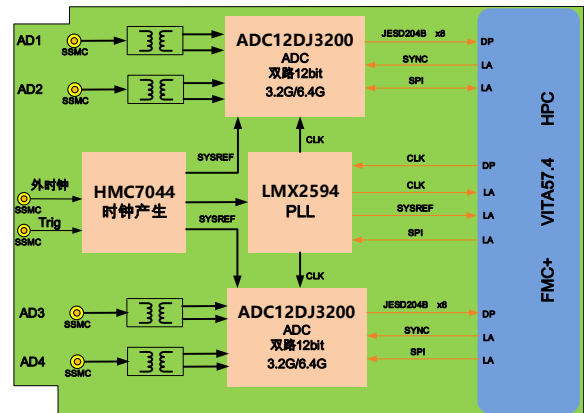 AD1
SSMC
AD2
SSMC
ADC12DJ3200
ADC
双路12bit
3.2G/6.4G
JESD204B x8
DP
SYNC
LA
SPI
LA
SYSREF
CLK
外时钟
SSMC
Trig
SSMC
HMC7044
时钟产生
SYSREF
LMX2594
PLL
CLK
DP
CLK
LA
SYSREF
LA
SPI
LA
CLK
AD3
SSMC
AD4
SSMC
ADC12DJ3200
ADC
双路12bit
3.2G/6.4G
JESD204B x8
DP
SYNC
LA
SPI
LA
FMC+ VITA57.4 HPC